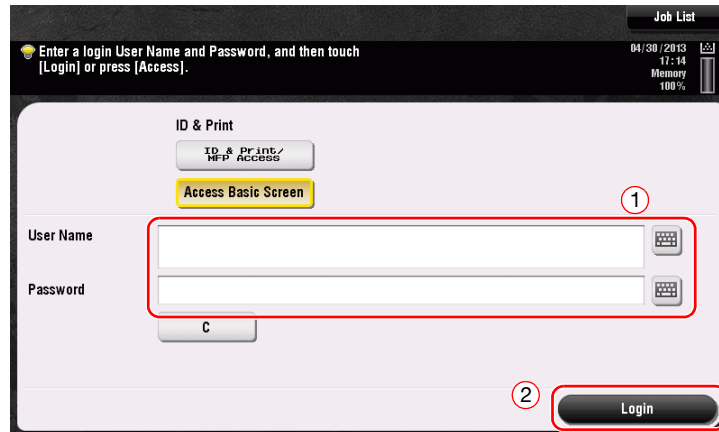 Job List
Enter a login User Name and Password, and then touch
[Login] or press [Access].
04/30/2013
17:14
Memory
100%
ID & Print
ID & Print/
MFP Access
Access Basic Screen
1
User Name
Password
C
2
Login